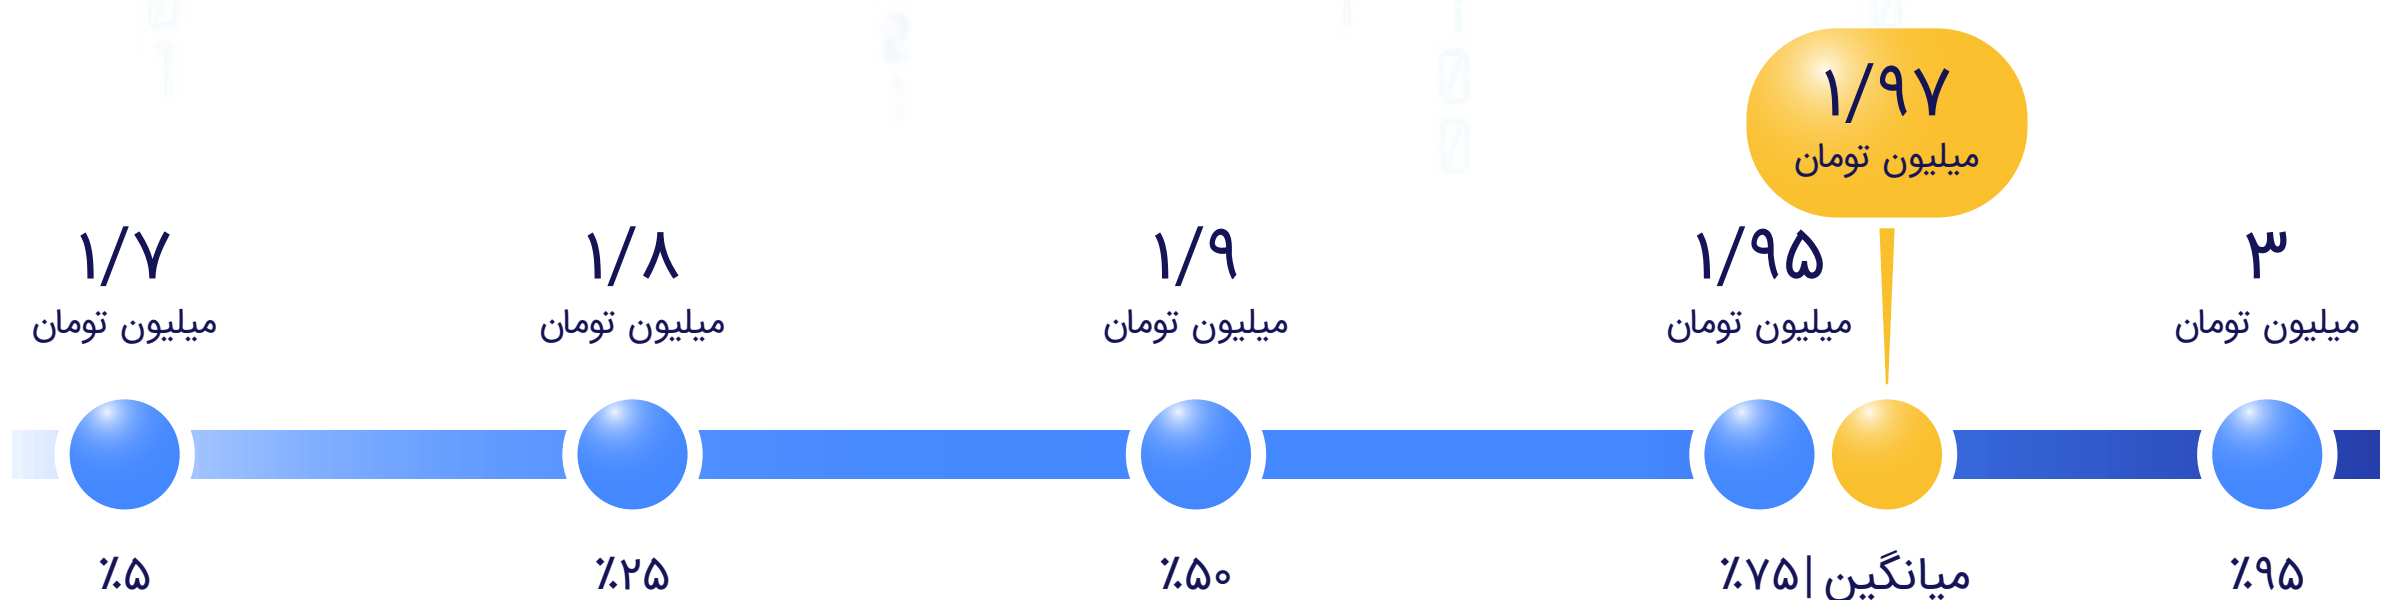 ۱/۹۷
میلیون تومان
۱/۷
میلیون تومان
۱/۸
میلیون تومان
۱/۹
میلیون تومان
۱/۹۵
میلیون تومان
۳
میلیون تومان
٪۵
٪۲۵
٪۵۰
میانگین | ٪۷۵
٪۹۵